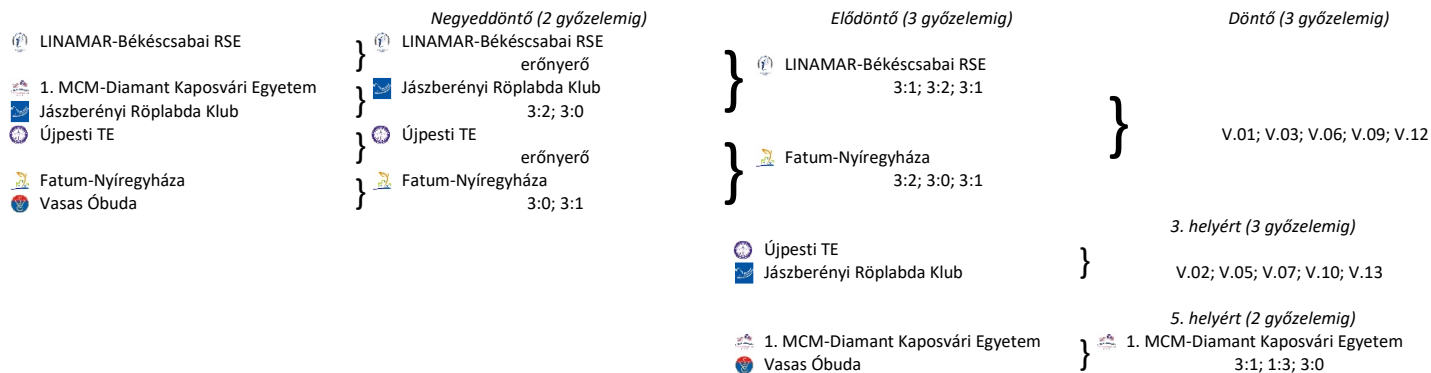 Negyeddöntő (2 győzelemig)
Elődöntő (3 győzelemig)
Döntő (3 győzelemig)
LINAMAR-Békéscsabai RSE
LINAMAR-Békéscsabai RSE
erőnyerő
LINAMAR-Békéscsabai RSE
1. MCM-Diamant Kaposvári Egyetem
Jászberényi Röplabda Klub
3:1; 3:2; 3:1
Jászberényi Röplabda Klub
3:2; 3:0
Újpesti TE
Újpesti TE
V.01; V.03; V.06; V.09; V.12
erőnyerő
Fatum-Nyíregyháza
Fatum-Nyíregyháza
Fatum-Nyíregyháza
3:2; 3:0; 3:1
Vasas Óbuda
3:0; 3:1
3. helyért (3 győzelemig)
Újpesti TE
Jászberényi Röplabda Klub
V.02; V.05; V.07; V.10; V.13
5. helyért (2 győzelemig)
1. MCM-Diamant Kaposvári Egyetem
1. MCM-Diamant Kaposvári Egyetem
Vasas Óbuda
3:1; 1:3; 3:0